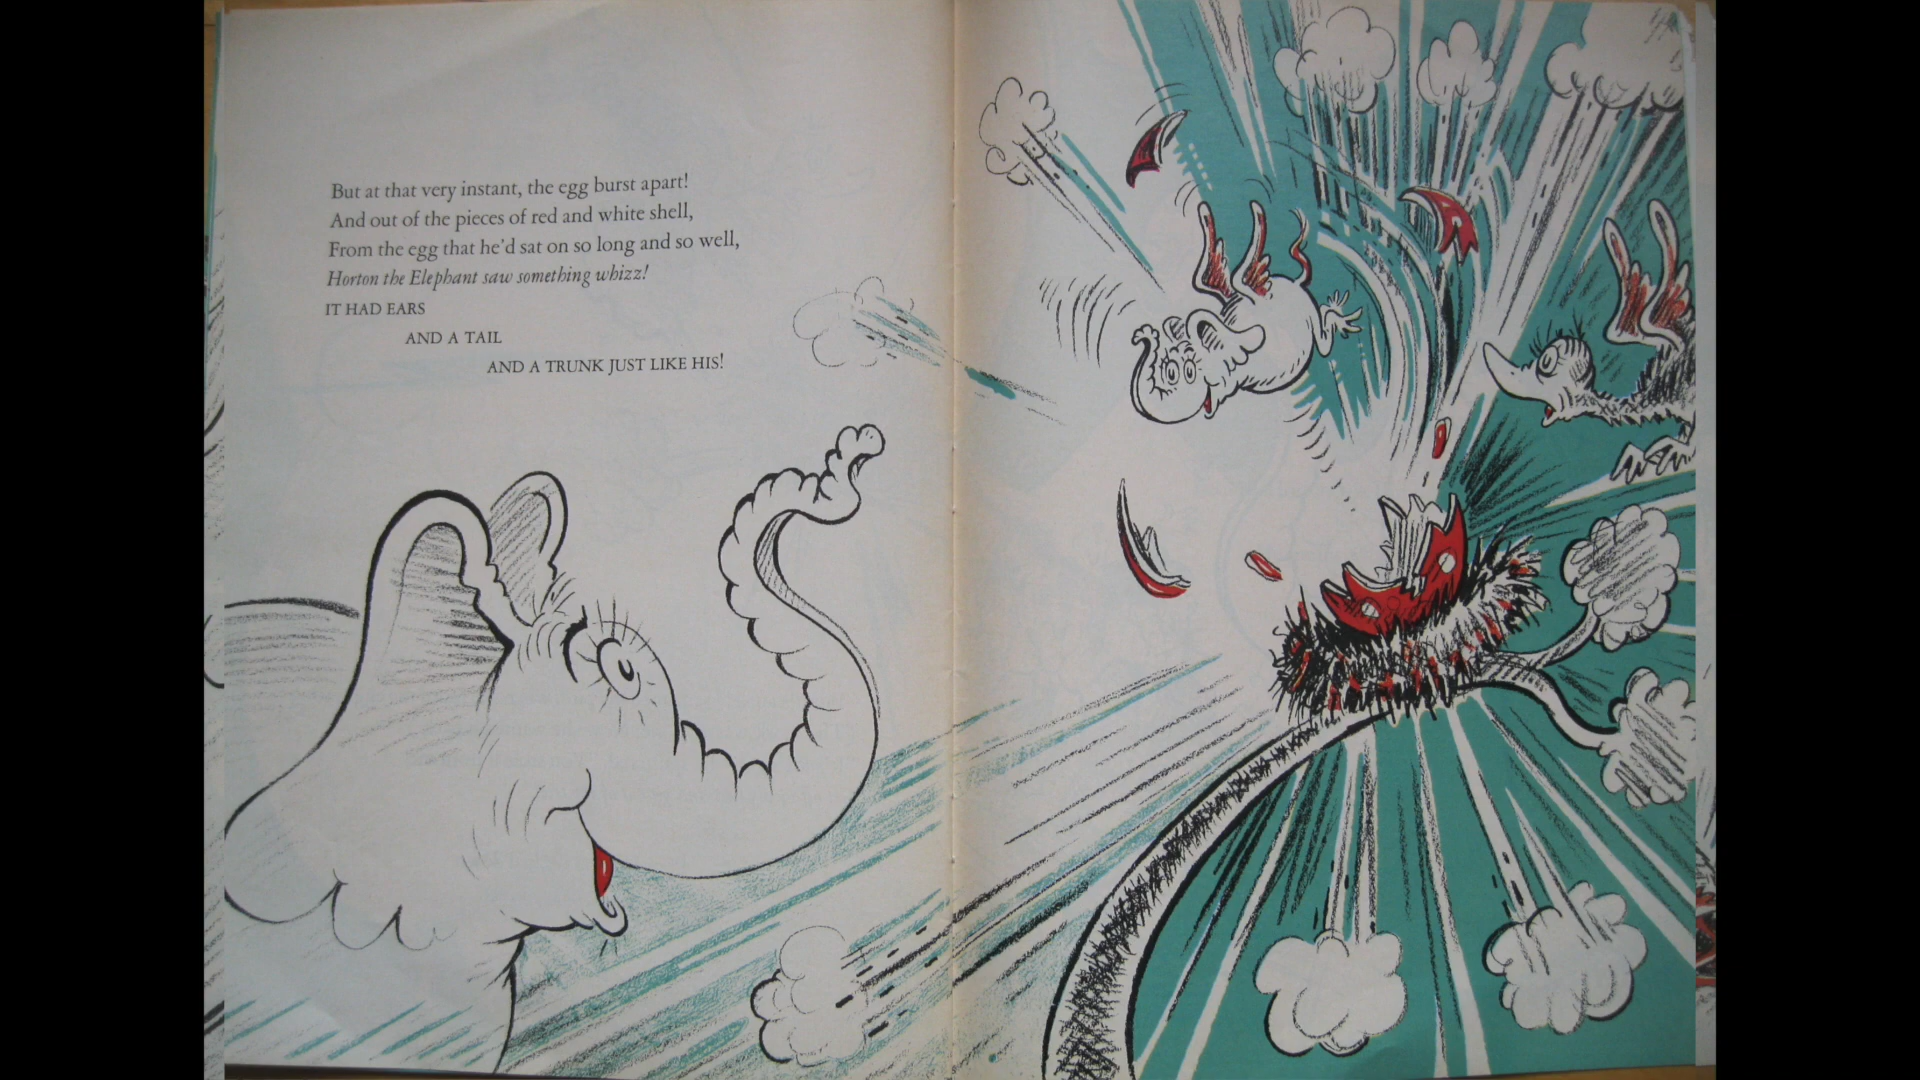 But at that very instant, the egg burst apart!
And out of the pieces of red and white shell,
From the egg that he'd sat on so long and so well,
Horton the Elephant saw something whizz!
IT HAD EARS
AND A TAIL
AND A TRUNK JUST LIKE HIS!